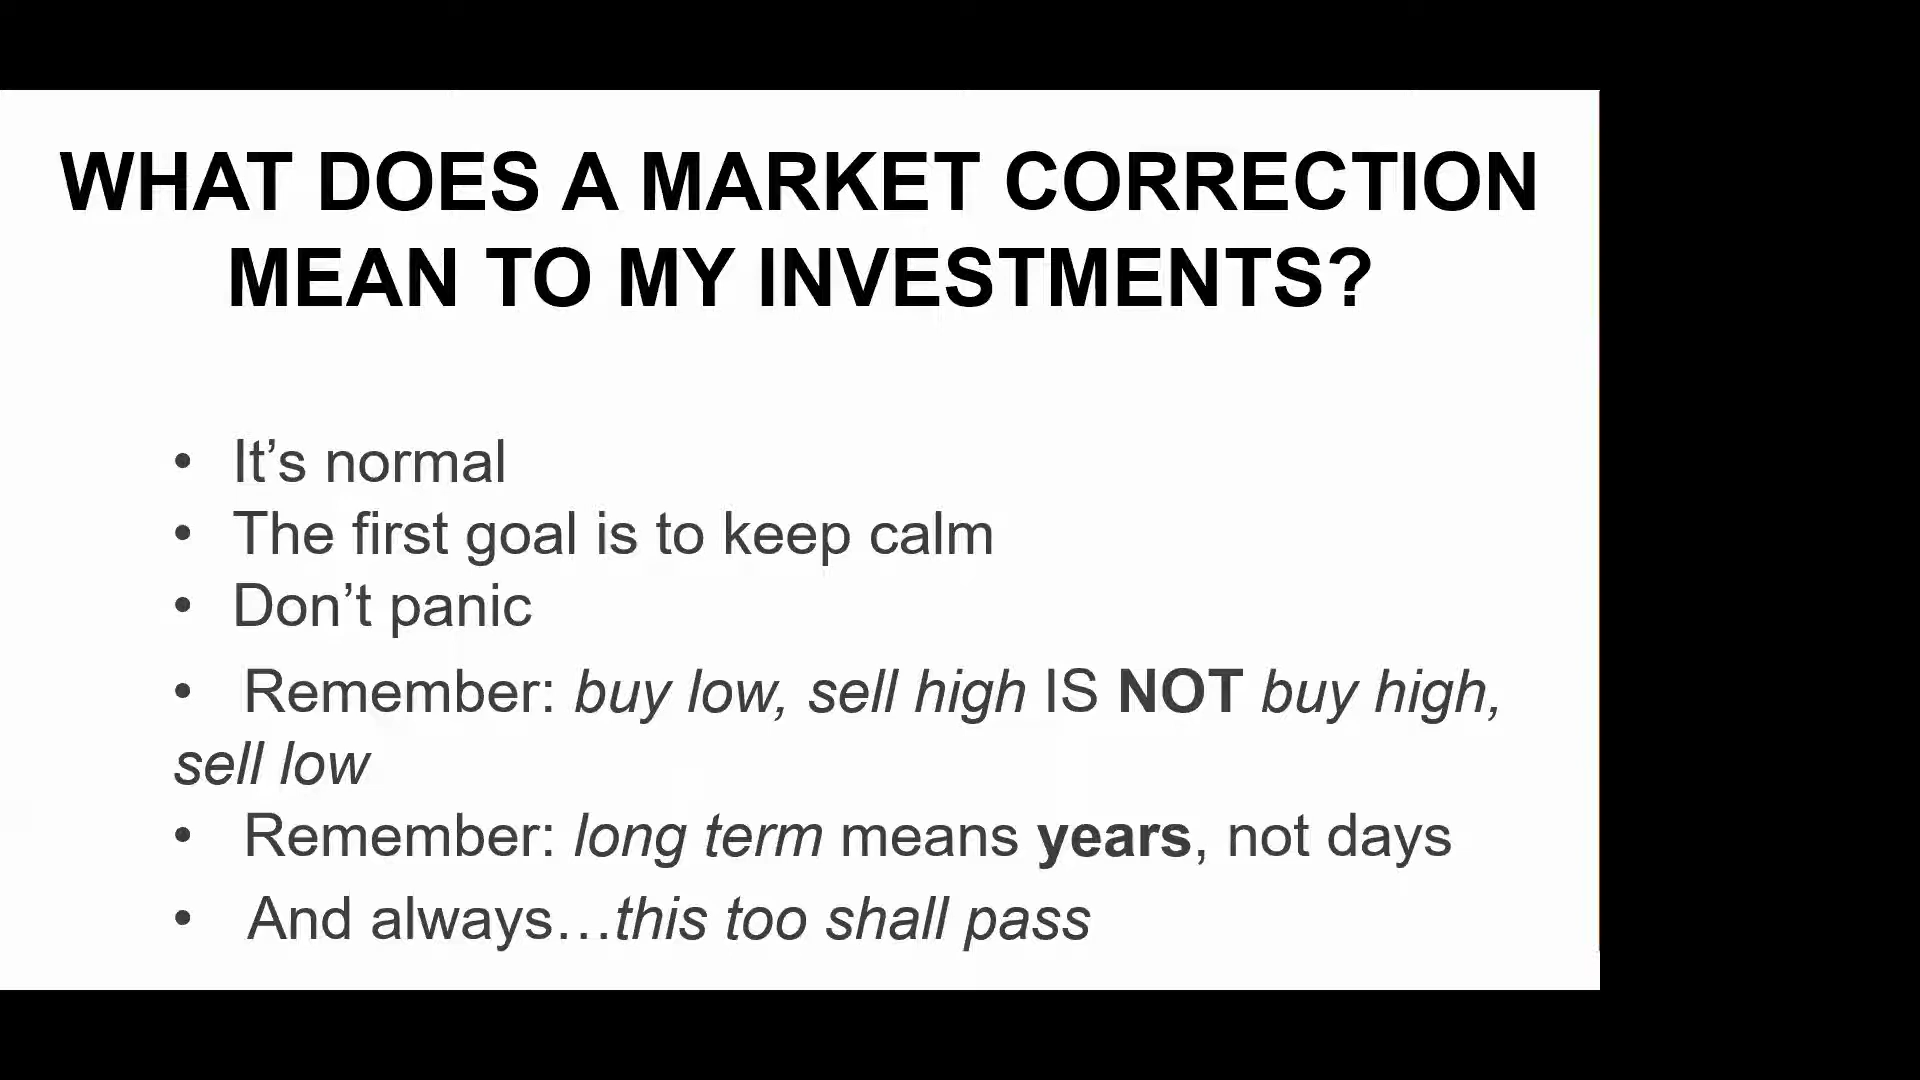 WHAT DOES A MARKET CORRECTION
MEAN TO MY INVESTMENTS?
• It’s normal
• The first goal is to keep calm
• Don’t panic
• Remember: buy low, sell high IS NOT buy high,
sell low
• Remember: long term means years, not days
• And always…this too shall pass